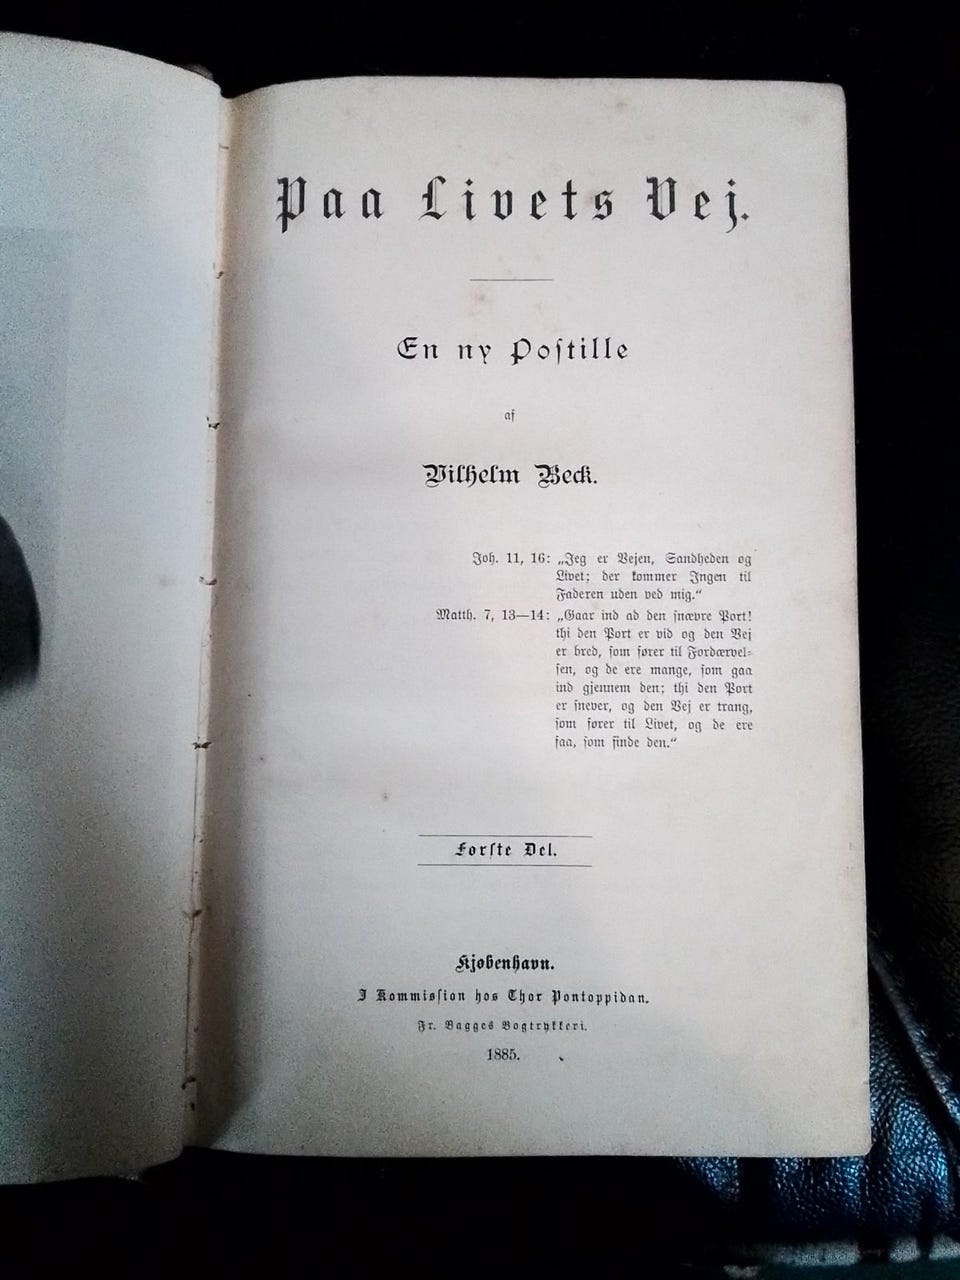 Paa Livets Vej.
En ny Postille
af
Vilhelm Beck.
Joh. 11, 16: „Jeg er Vejen, Sandheden og
Livet; der kommer Ingen til
Faderen uden ved mig.“
Matth. 7, 13—14: „Gaar ind ad den snævre Port!
thi den Port er vid og den Vej
er bred, som fører til Fordærvel-
sen, og de ere mange, som gaa
ind gjennem den; thi den Port
er snever, og den Vej er trang,
som fører til Livet, og de ere
faa, som finde den.“
Første Del.
Kjøbenhavn.
I Kommission hos Thor Pontoppidan.
Fr. Bagges Bogtrykkeri.
1885.